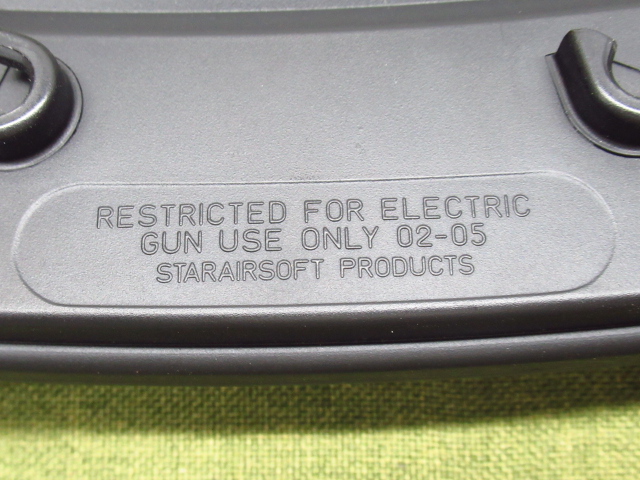 RESTRICTED FOR ELECTRIC
GUN USE ONLY 02-05
STARAIRSOFT PRODUCTS